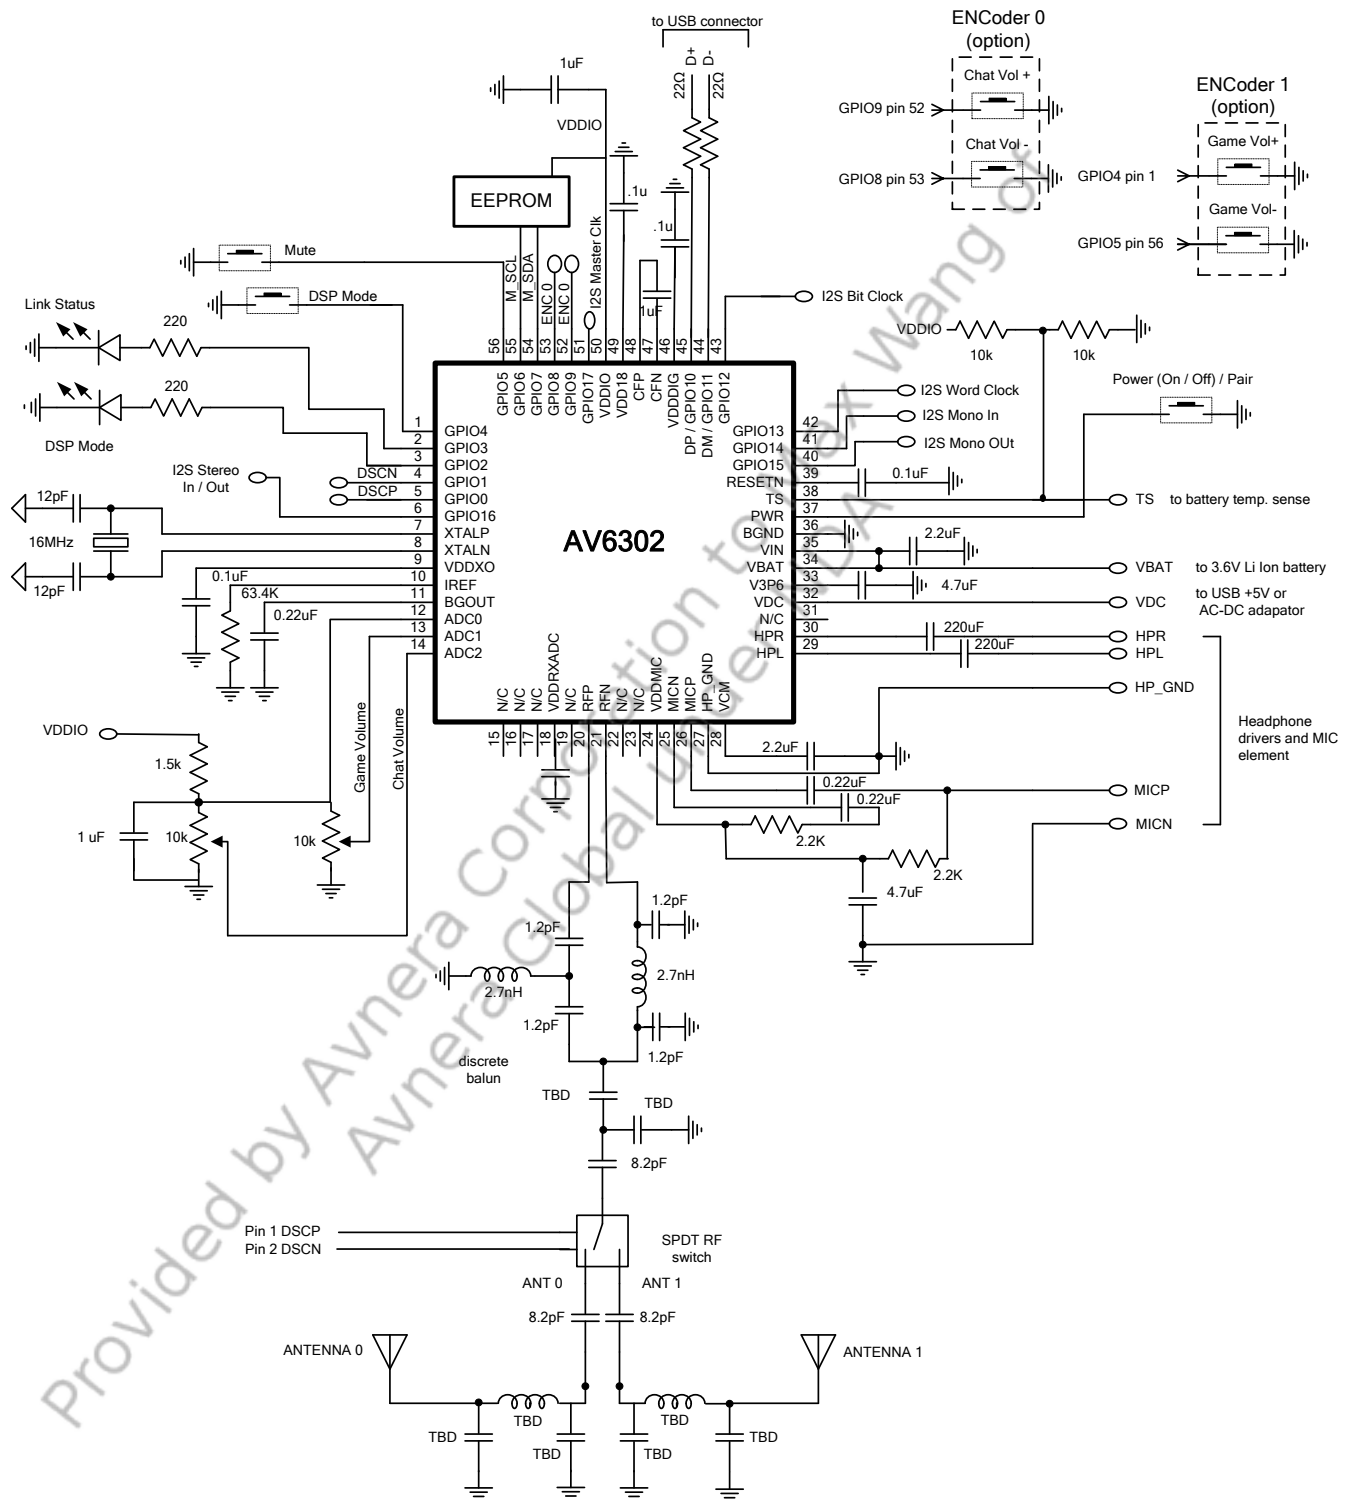 to USB connector
ENCoder 0
(option)
Chat Vol +
GPIO9 pin 52
Chat Vol -
GPIO8 pin 53
ENCoder 1
(option)
Game Vol+
GPIO4 pin 1
Game Vol-
GPIO5 pin 56
1uF
VDDIO
22Ω D+
22Ω D-
EEPROM
.1u
.1u
1uF
M_SCL
M_SDA
ENC 0
ENC 0
I2S Master Clk
Mute
DSP Mode
Link Status
220
220
DSP Mode
I2S Bit Clock
VDDIO
10k
10k
Power (On / Off) / Pair
I2S Word Clock
I2S Mono In
I2S Mono OUt
0.1uF
TS to battery temp. sense
2.2uF
VBAT to 3.6V Li Ion battery
4.7uF
VDC to USB +5V or
AC-DC adapator
220uF
HPR
220uF
HPL
HP_GND
Headphone
drivers and MIC
element
MICP
MICN
I2S Stereo
In / Out
DSCN
DSCP
12pF
16MHz
12pF
0.1uF
63.4K
0.22uF
AV6302
56 55 54 53 52 51 50 49 48 47 46 45 44 43
GPIO5
GPIO6
GPIO7
GPIO8
GPIO9
GPIO17
VDDIO
VDD18
CFP
CFN
VDDDIG
DP / GPIO10
DM / GPIO11
GPIO12
1 GPIO4
2 GPIO3
3 GPIO2
4 GPIO1
5 GPIO0
6 GPIO16
7 XTALP
8 XTALN
9 VDDXO
10 IREF
11 BGOUT
12 ADC0
13 ADC1
14 ADC2
GPIO13 42
GPIO14 41
GPIO15 40
RESETN 39
TS 38
PWR 37
BGND 36
VIN 35
VBAT 34
V3P6 33
VDC 32
N/C 31
HPR 30
HPL 29
N/C
N/C
N/C
VDDRXADC
N/C
RFP
RFN
N/C
N/C
VDDMIC
MICN
MICP
HP_GND
VCM
15 16 17 18 19 20 21 22 23 24 25 26 27 28
VDDIO
1.5k
1 uF
10k
10k
Game Volume
Chat Volume
2.2uF
0.22uF
0.22uF
2.2K
2.2K
4.7uF
1.2pF
1.2pF
2.7nH
2.7nH
1.2pF
1.2pF
discrete
balun
TBD
TBD
8.2pF
Pin 1 DSCP
Pin 2 DSCN
SPDT RF
switch
ANT 0
ANT 1
8.2pF
8.2pF
ANTENNA 0
ANTENNA 1
TBD
TBD
TBD
TBD
TBD
TBD
Provided by Avnera Corporation to Max Wang of
Avnera Global under NDA